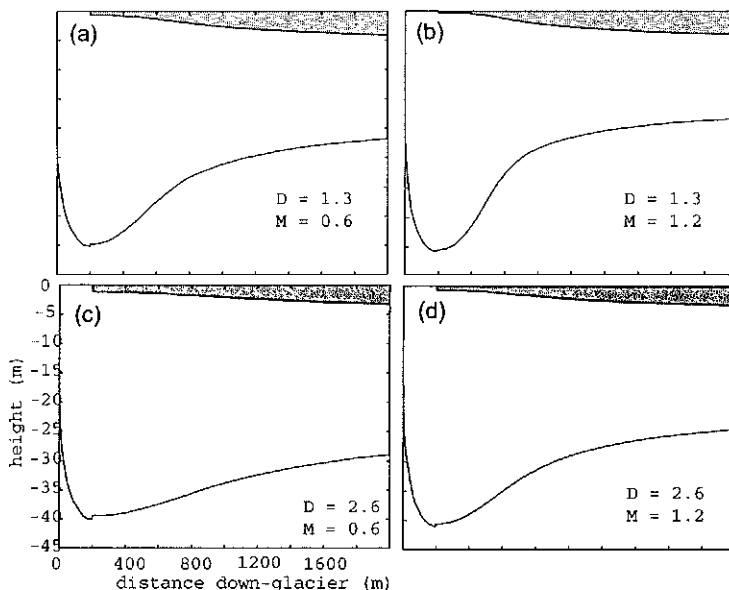 (a)
D = 1.3
M = 0.6
(b)
D = 1.3
M = 1.2
(c)
D = 2.6
M = 0.6
(d)
D = 2.6
M = 1.2
0
-5
-10
-15
-20
-25
-30
-35
-40
-45
height (m)
0 400 800 1200 1600
distance down-glacier (m)